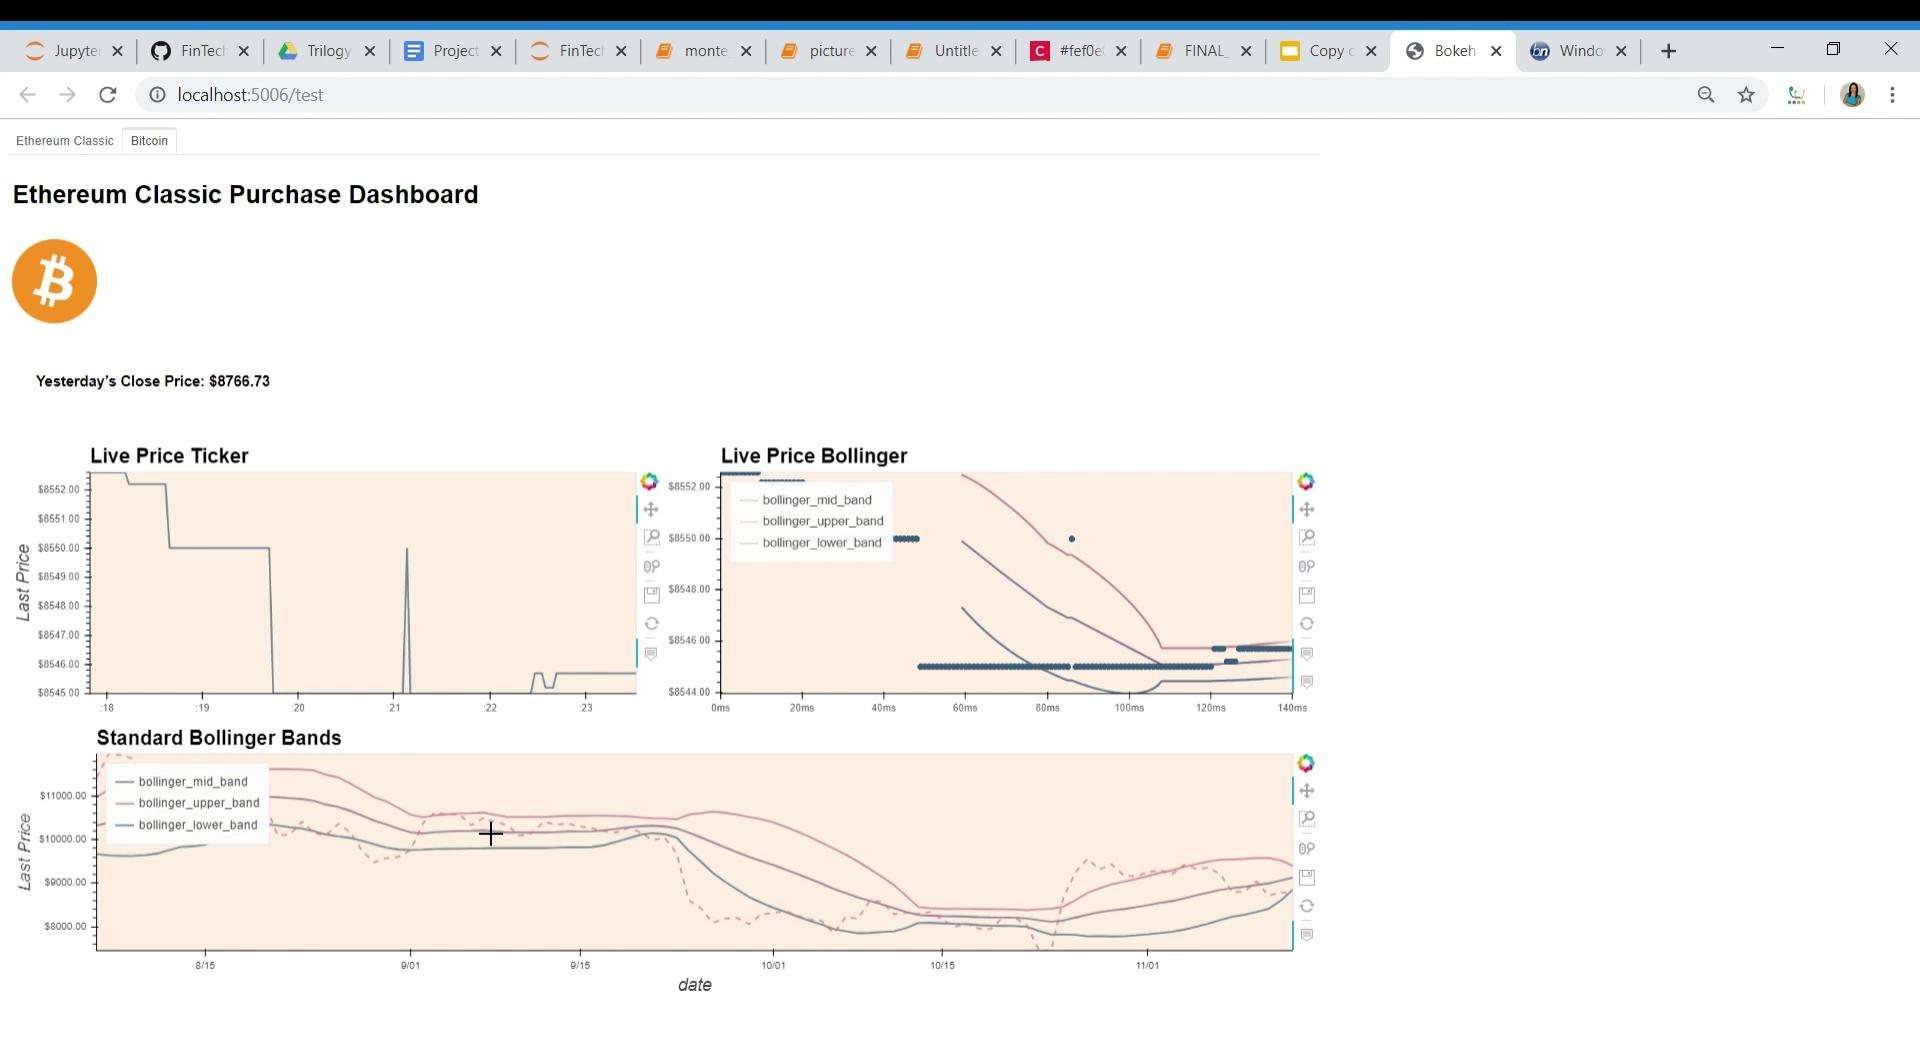 Jupyte
FinTech
Trilogy
Project
FinTech
monte_
picture
Untitle
#fef0e
FINAL_
Copy o
Bokeh
Windo
localhost:5006/test
Ethereum Classic
Bitcoin
Ethereum Classic Purchase Dashboard
Yesterday’s Close Price: $8766.73
Live Price Ticker
$8552.00
$8551.00
$8550.00
$8549.00
$8548.00
$8547.00
$8546.00
$8545.00
Last Price
:18
:19
:20
:21
:22
:23
Live Price Bollinger
bollinger_mid_band
bollinger_upper_band
bollinger_lower_band
$8552.00
$8550.00
$8548.00
$8546.00
$8544.00
0ms
20ms
40ms
60ms
80ms
100ms
120ms
140ms
Standard Bollinger Bands
bollinger_mid_band
bollinger_upper_band
bollinger_lower_band
$11000.00
$10000.00
$9000.00
$8000.00
Last Price
8/15
9/01
9/15
10/01
10/15
11/01
date